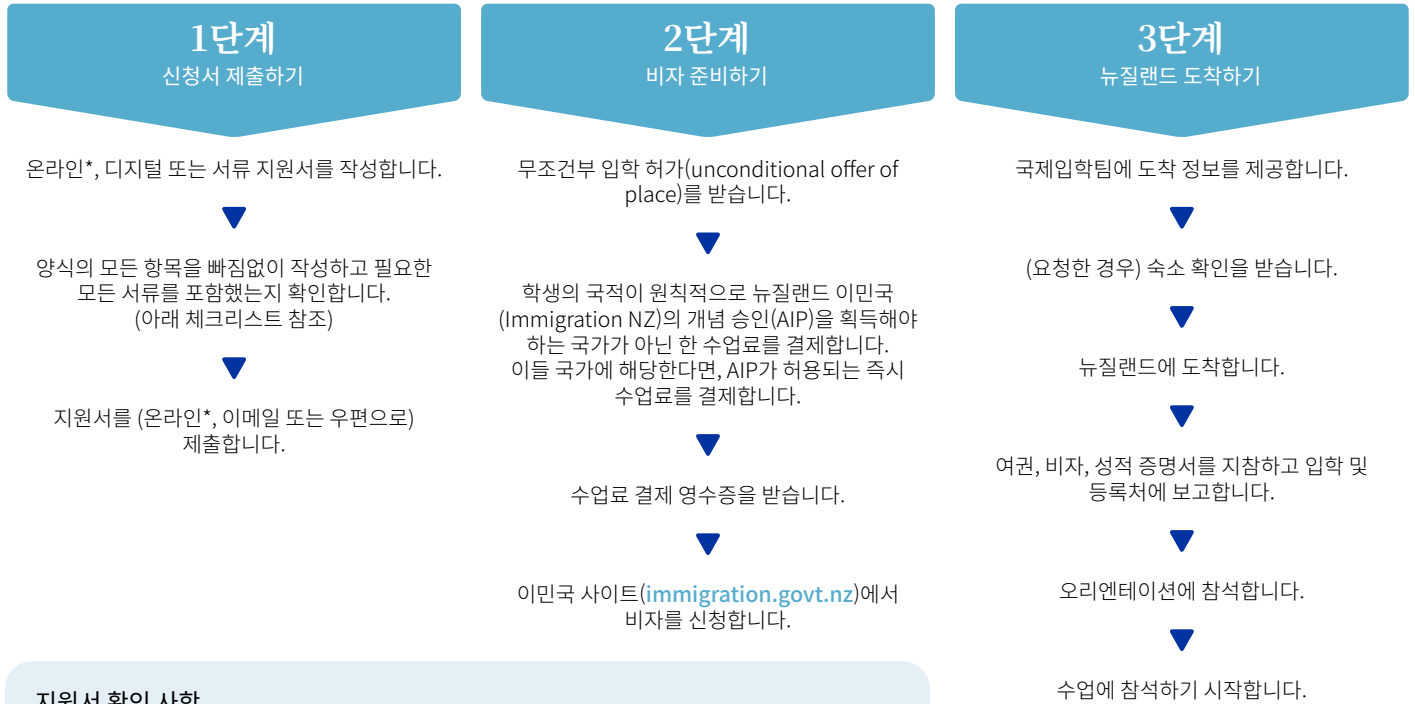 1단계
신청서 제출하기
온라인*, 디지털 또는 서류 지원서를 작성합니다.
양식의 모든 항목을 빠짐없이 작성하고 필요한
모든 서류를 포함했는지 확인합니다.
(아래 체크리스트 참조)
지원서를 (온라인*, 이메일 또는 우편으로)
제출합니다.
2단계
비자 준비하기
무조건부 입학 허가(unconditional offer of
place)를 받습니다.
학생의 국적이 원칙적으로 뉴질랜드 이민국
(Immigration NZ)의 개념 승인(AIP)을 획득해야
하는 국가가 아닌 한 수업료를 결제합니다.
이들 국가에 해당한다면, AIP가 허용되는 즉시
수업료를 결제합니다.
수업료 결제 영수증을 받습니다.
이민국 사이트(immigration.govt.nz)에서
비자를 신청합니다.
3단계
뉴질랜드 도착하기
국제입학팀에 도착 정보를 제공합니다.
(요청한 경우) 숙소 확인을 받습니다.
뉴질랜드에 도착합니다.
여권, 비자, 성적 증명서를 지참하고 입학 및
등록처에 보고합니다.
오리엔테이션에 참석합니다.
수업에 참석하기 시작합니다.
지원서 확인 사항